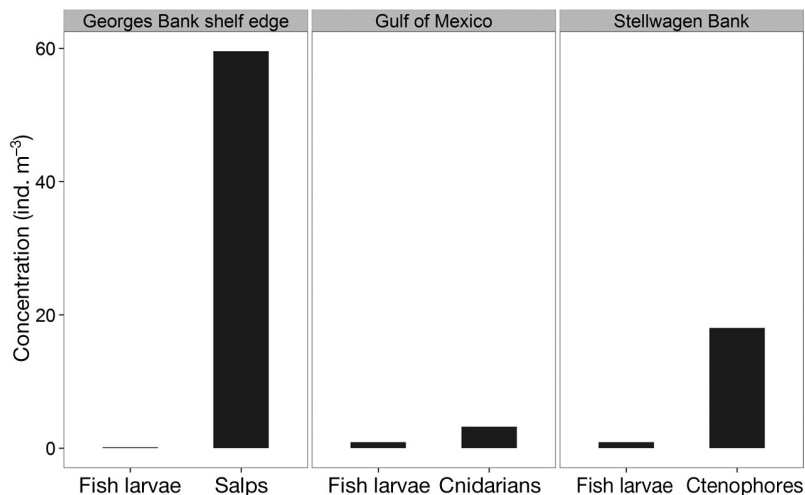 Georges Bank shelf edge
Gulf of Mexico
Stellwagen Bank
Concentration (ind. m⁻³)
60
40
20
0
Fish larvae Salps
Fish larvae Cnidarians
Fish larvae Ctenophores